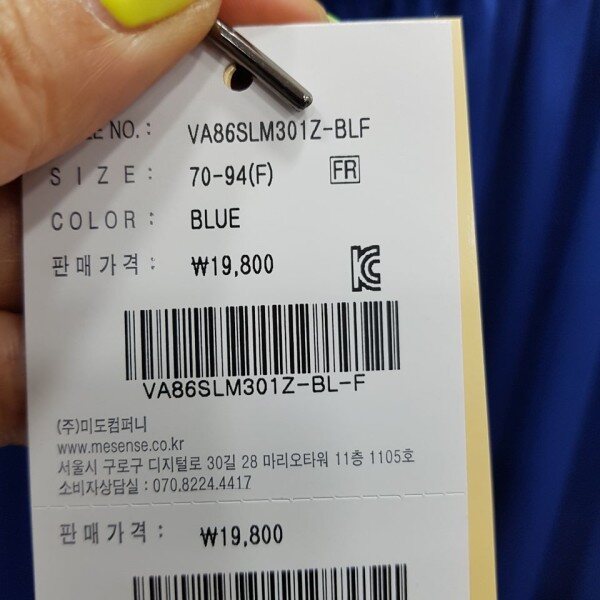 NO. : VA86SLM301Z-BLF
SIZE : 70-94(F) FR
COLOR : BLUE
판매가격 : ₩19,800
KC
VA86SLM301Z-BL-F
(주)미도컴퍼니
www.mesense.co.kr
서울시 구로구 디지털로 30길 28 마리오타워 11층 1105호
소비자상담실 : 070.8224.4417
판매가격 : ₩19,800